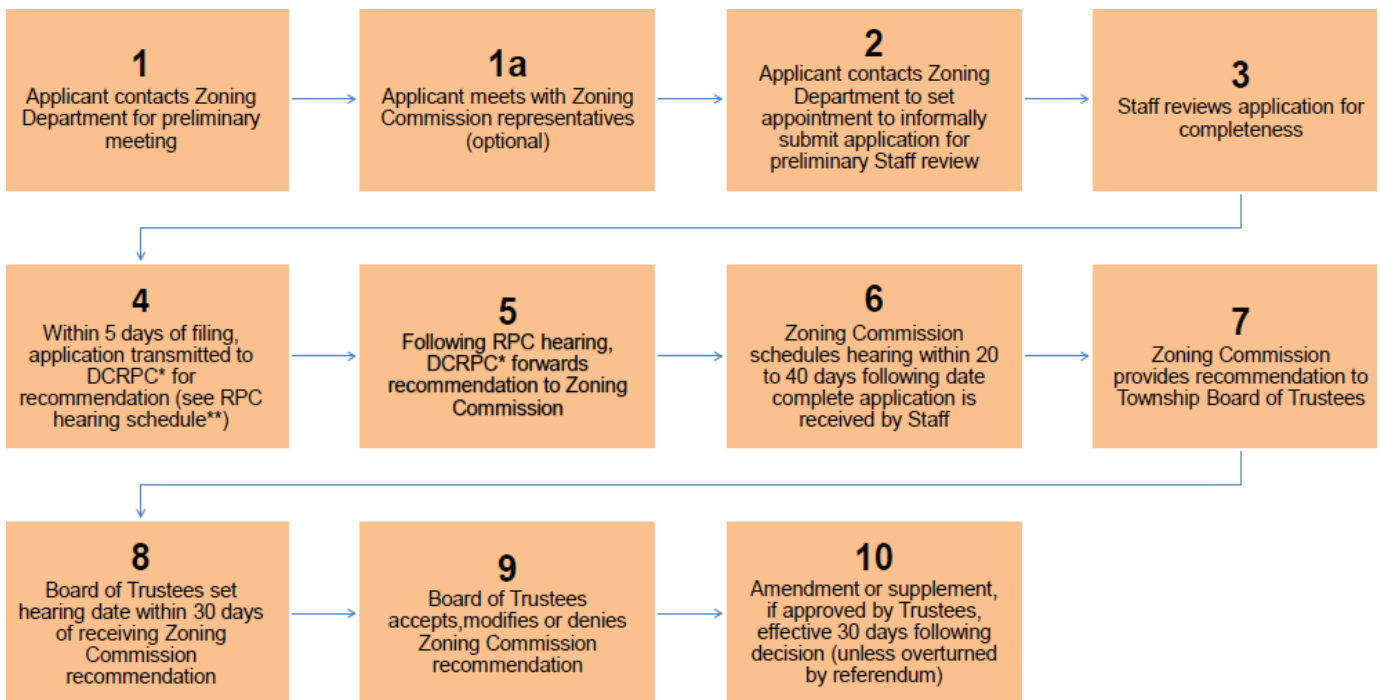 1
Applicant contacts Zoning
Department for preliminary
meeting
1a
Applicant meets with Zoning
Commission representatives
(optional)
2
Applicant contacts Zoning
Department to set
appointment to informally
submit application for
preliminary Staff review
3
Staff reviews application for
completeness
4
Within 5 days of filing,
application transmitted to
DCRPC* for
recommendation (see RPC
hearing schedule**)
5
Following RPC hearing,
DCRPC* forwards
recommendation to Zoning
Commission
6
Zoning Commission
schedules hearing within 20
to 40 days following date
complete application is
received by Staff
7
Zoning Commission
provides recommendation to
Township Board of Trustees
8
Board of Trustees set
hearing date within 30 days
of receiving Zoning
Commission
recommendation
9
Board of Trustees
accepts,modifies or denies
Zoning Commission
recommendation
10
Amendment or supplement,
if approved by Trustees,
effective 30 days following
decision (unless overturned
by referendum)